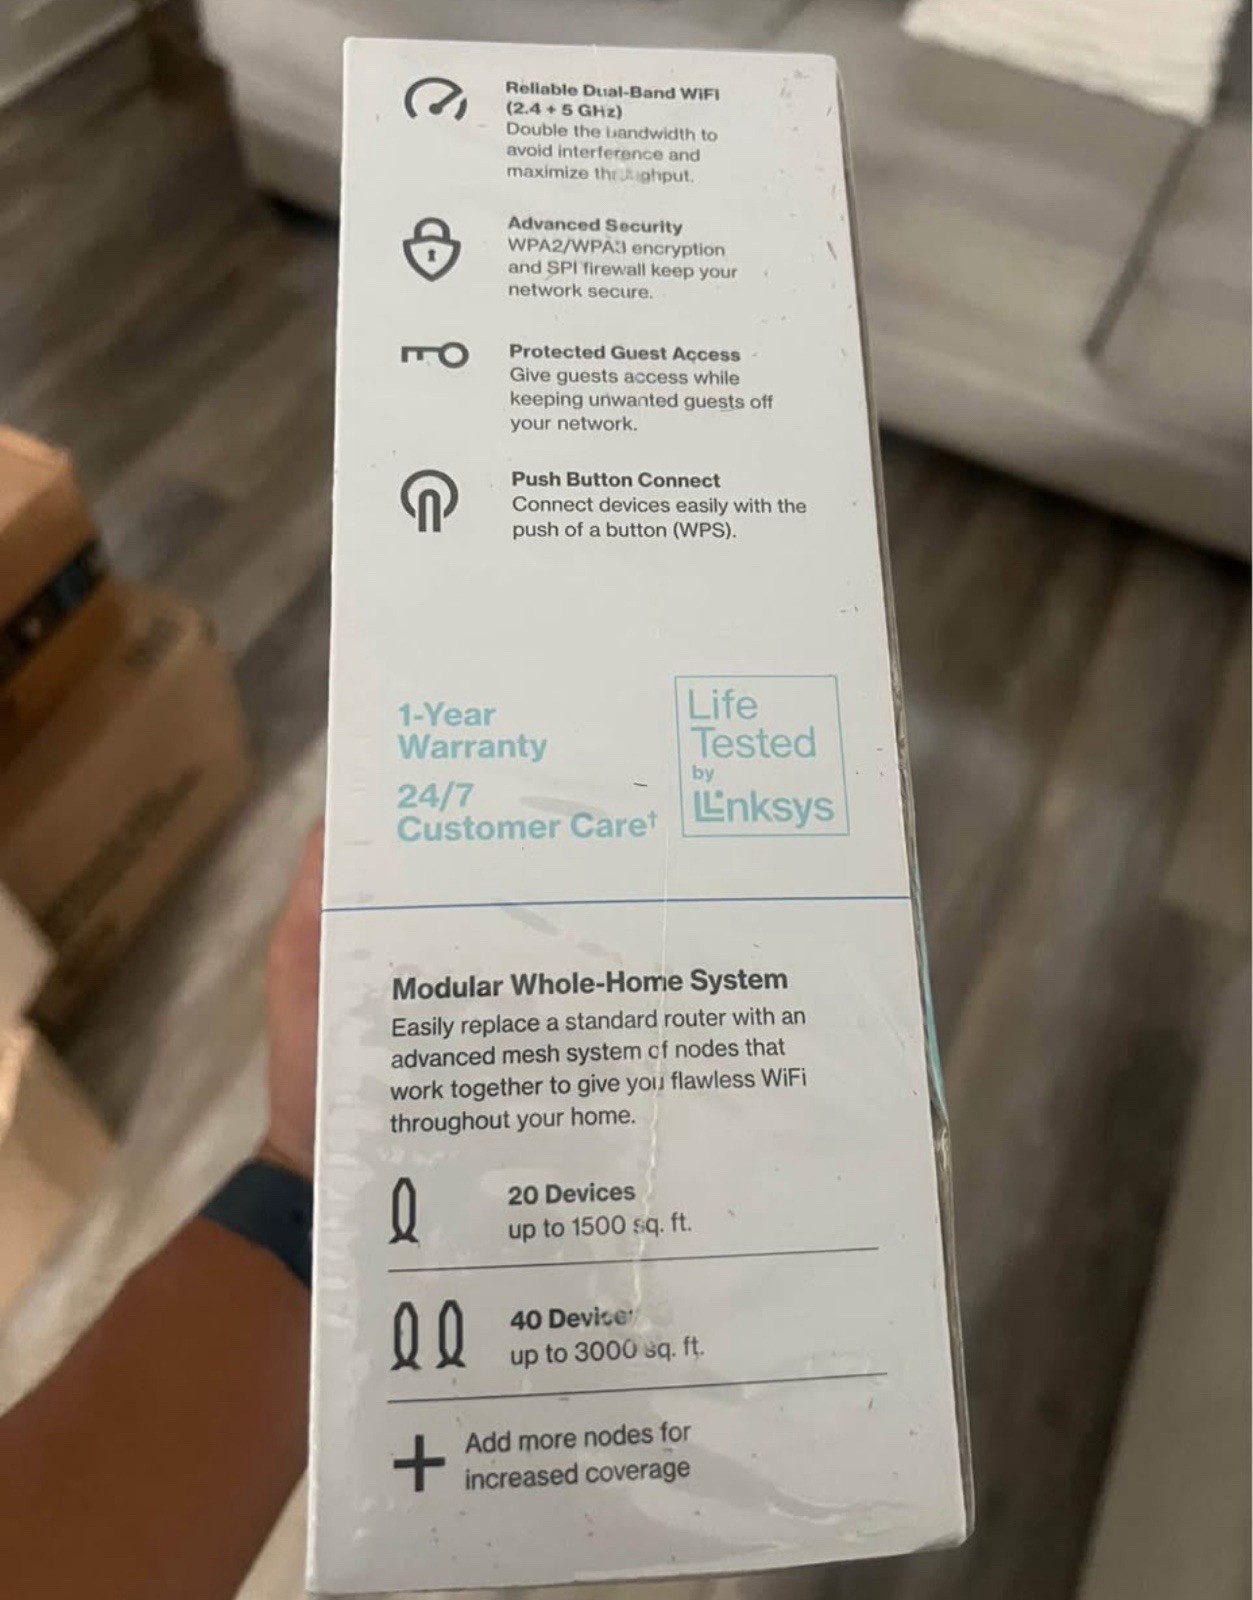 Reliable Dual-Band WiFi
(2.4 + 5 GHz)
Double the bandwidth to
avoid interference and
maximize throughput.
Advanced Security
WPA2/WPA3 encryption
and SPI firewall keep your
network secure.
Protected Guest Access
Give guests access while
keeping unwanted guests off
your network.
Push Button Connect
Connect devices easily with the
push of a button (WPS).
1-Year
Warranty
24/7
Customer Care†
Life
Tested
by
Linksys
Modular Whole-Home System
Easily replace a standard router with an
advanced mesh system of nodes that
work together to give you flawless WiFi
throughout your home.
20 Devices
up to 1500 sq. ft.
40 Devices
up to 3000 sq. ft.
+ Add more nodes for
increased coverage